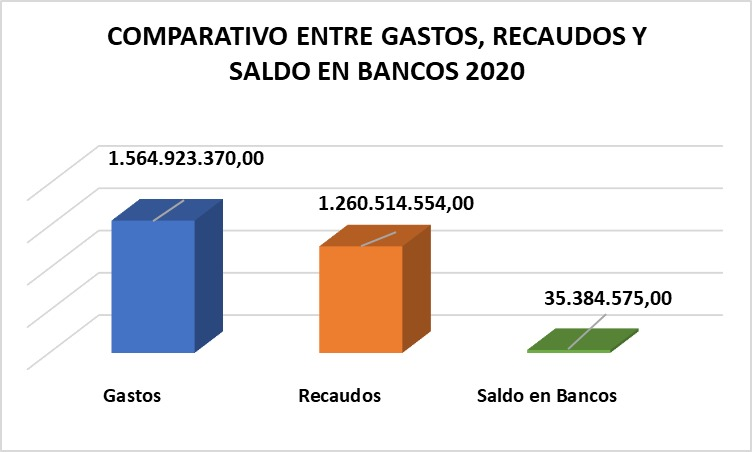 COMPARATIVO ENTRE GASTOS, RECAUDOS Y
SALDO EN BANCOS 2020
1.564.923.370,00
1.260.514.554,00
35.384.575,00
Gastos
Recaudos
Saldo en Bancos